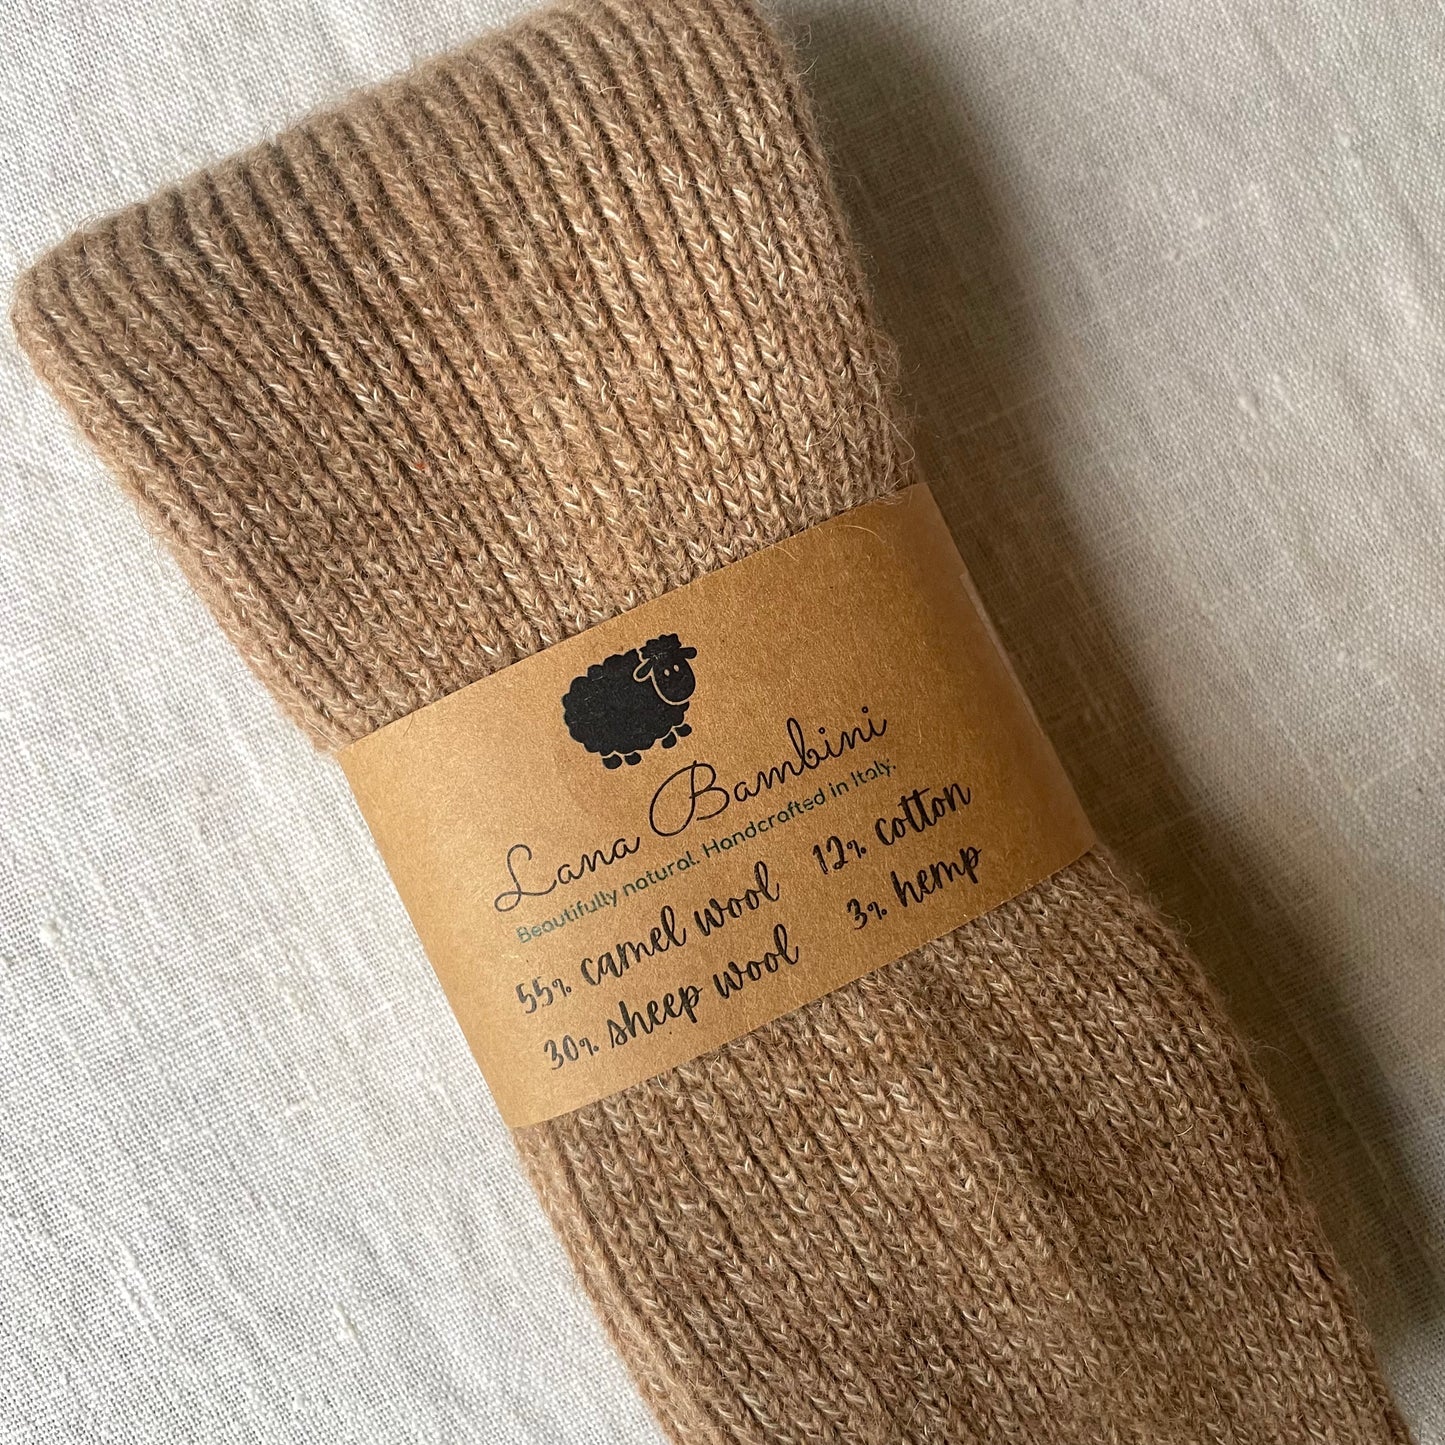 Lana Bambini
Beautifully natural. Handcrafted in Italy.
55% camel wool 12% cotton
30% sheep wool 3% hemp